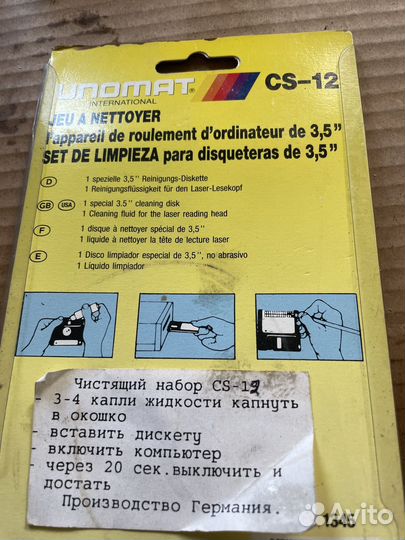 UNOMAT
INTERNATIONAL
CS-12
JEU A NETTOYER
l'appareil de roulement d'ordinateur de 3,5"
SET DE LIMPIEZA para disqueteras de 3,5"
D
1 spezielle 3,5" Reinigungs-Diskette
1 Reinigungsflüssigkeit für den Laser-Lesekopf
GB USA
1 special 3.5" cleaning disk
1 Cleaning fluid for the laser reading head
F
1 disque à nettoyer spécial de 3,5"
1 liquide à nettoyer la tête de lecture laser
E
1 Disco limpiador especial de 3,5", no abrasivo
1 Líquido limpiador
Чистящий набор CS-12
- 3-4 капли жидкости капнуть
в окошко
- вставить дискету
- включить компьютер
- через 20 сек.выключить и
достать
Производство Германия.
1345
Avito